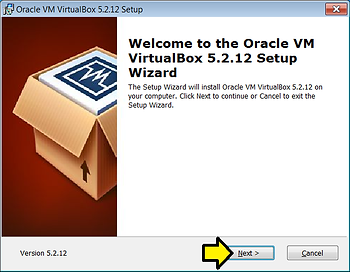 Oracle VM VirtualBox 5.2.12 Setup
Welcome to the Oracle VM
VirtualBox 5.2.12 Setup
Wizard
The Setup Wizard will install Oracle VM VirtualBox 5.2.12 on
your computer. Click Next to continue or Cancel to exit the
Setup Wizard.
Version 5.2.12
Next >
Cancel